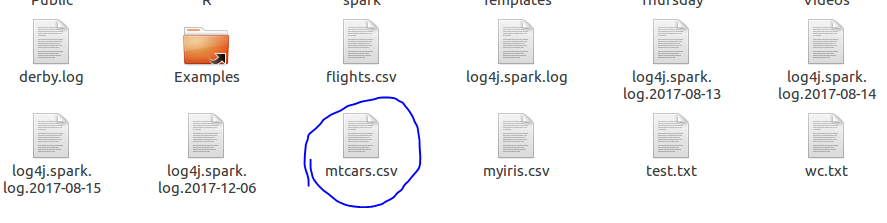 Public
R
spark
Templates
Thursday
Videos
derby.log
Examples
flights.csv
log4j.spark.log
log4j.spark.
log.2017-08-13
log4j.spark.
log.2017-08-14
log4j.spark.
log.2017-08-15
log4j.spark.
log.2017-12-06
mtcars.csv
myiris.csv
test.txt
wc.txt